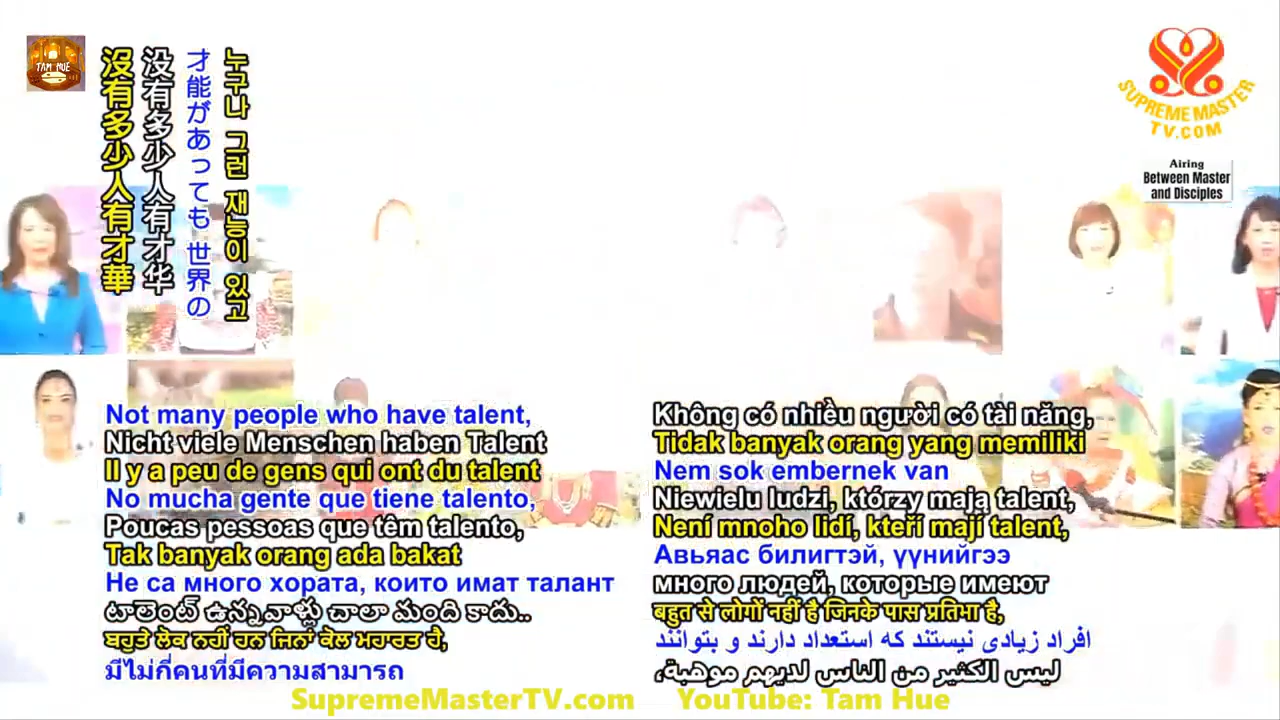 TAM HUE
沒有多少人有才華
没有多少人有才华
才能があっても 世界の
누구나 그런 재능이 있고
SUPREME MASTER
TV.COM
Airing
Between Master
and Disciples
Not many people who have talent,
Nicht viele Menschen haben Talent
Il y a peu de gens qui ont du talent
No mucha gente que tiene talento,
Poucas pessoas que têm talento,
Tak banyak orang ada bakat
Не са много хората, които имат талант
టాలెంట్ ఉన్నవాళ్లు చాలా మంది కాదు..
ਬਹੁਤੇ ਲੋਕ ਨਹੀਂ ਹਨ ਜਿਨਾਂ ਕੋਲ ਮਹਾਰਤ ਹੈ,
มีไม่กี่คนที่มีความสามารถ
Không có nhiều người có tài năng,
Tidak banyak orang yang memiliki
Nem sok embernek van
Niewielu ludzi, którzy mają talent,
Není mnoho lidí, kteří mají talent,
Авьяас билигтэй, үүнийгээ
много людей, которые имеют
बहुत से लोगों नहीं है जिनके पास प्रतिभा है,
افراد زیادی نیستند که استعداد دارند و بتوانند
ليس الكثير من الناس لديهم موهبة،
SupremeMasterTV.com YouTube: Tam Hue